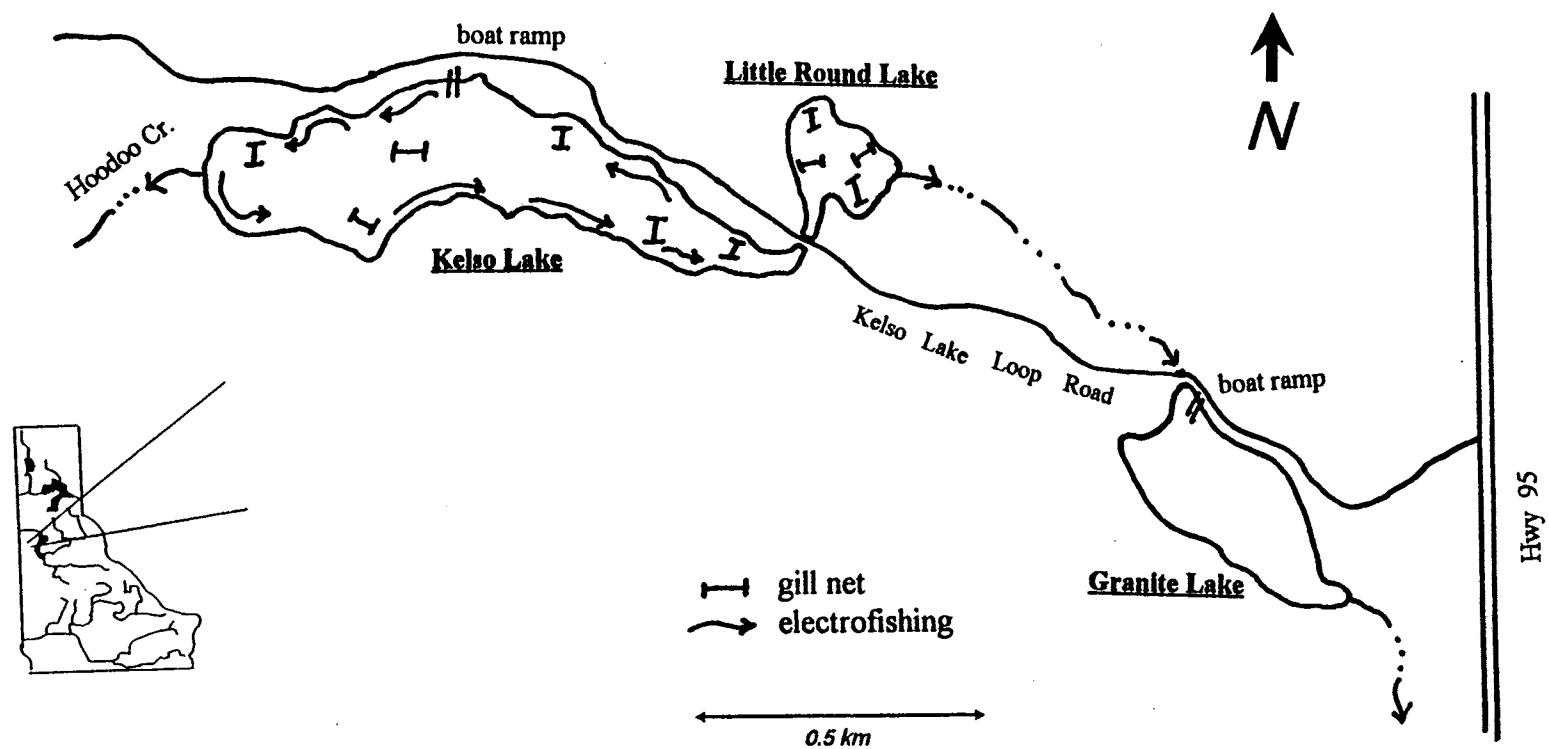 boat ramp
Little Round Lake
N
Hoodoo Cr.
Kelso Lake
Kelso Lake Loop Road
boat ramp
Hwy 95
Granite Lake
gill net
electrofishing
0.5 km